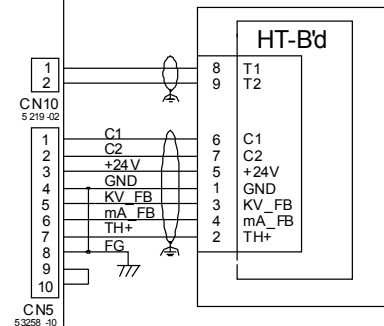 HT-B'd
1 8 T1
2 9 T2
CN10
5219-02
1 C1 6 C1
2 C2 7 C2
3 +24V 5 +24V
4 GND 1 GND
5 KV_FB 3 KV_FB
6 mA_FB 4 mA_FB
7 TH+ 2 TH+
8 FG
9
10
CN5
53258-10